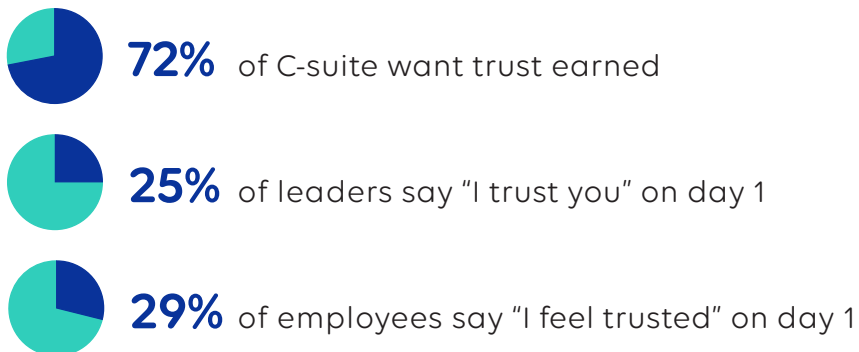 72% of C-suite want trust earned
25% of leaders say “I trust you” on day 1
29% of employees say “I feel trusted” on day 1